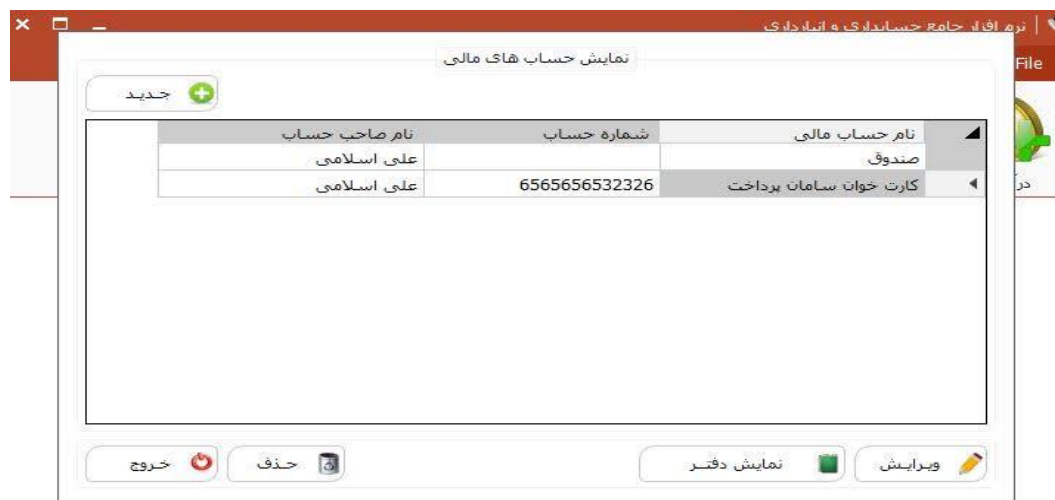 نرم افزار جامع حسابداری و انبارداری
File
نمایش حساب های مالی
جدید
نام حساب مالی شماره حساب نام صاحب حساب
صندوق علی اسلامی
کارت خوان سامان پرداخت 6565656532326 علی اسلامی
ویرایش نمایش دفتر حذف خروج